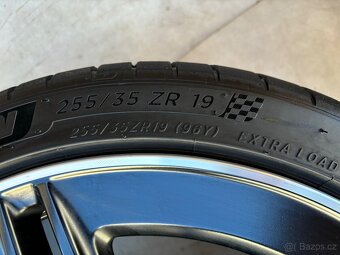 255/35 ZR 19
255/35ZR19 (96Y) EXTRA LOAD
bazos.cz